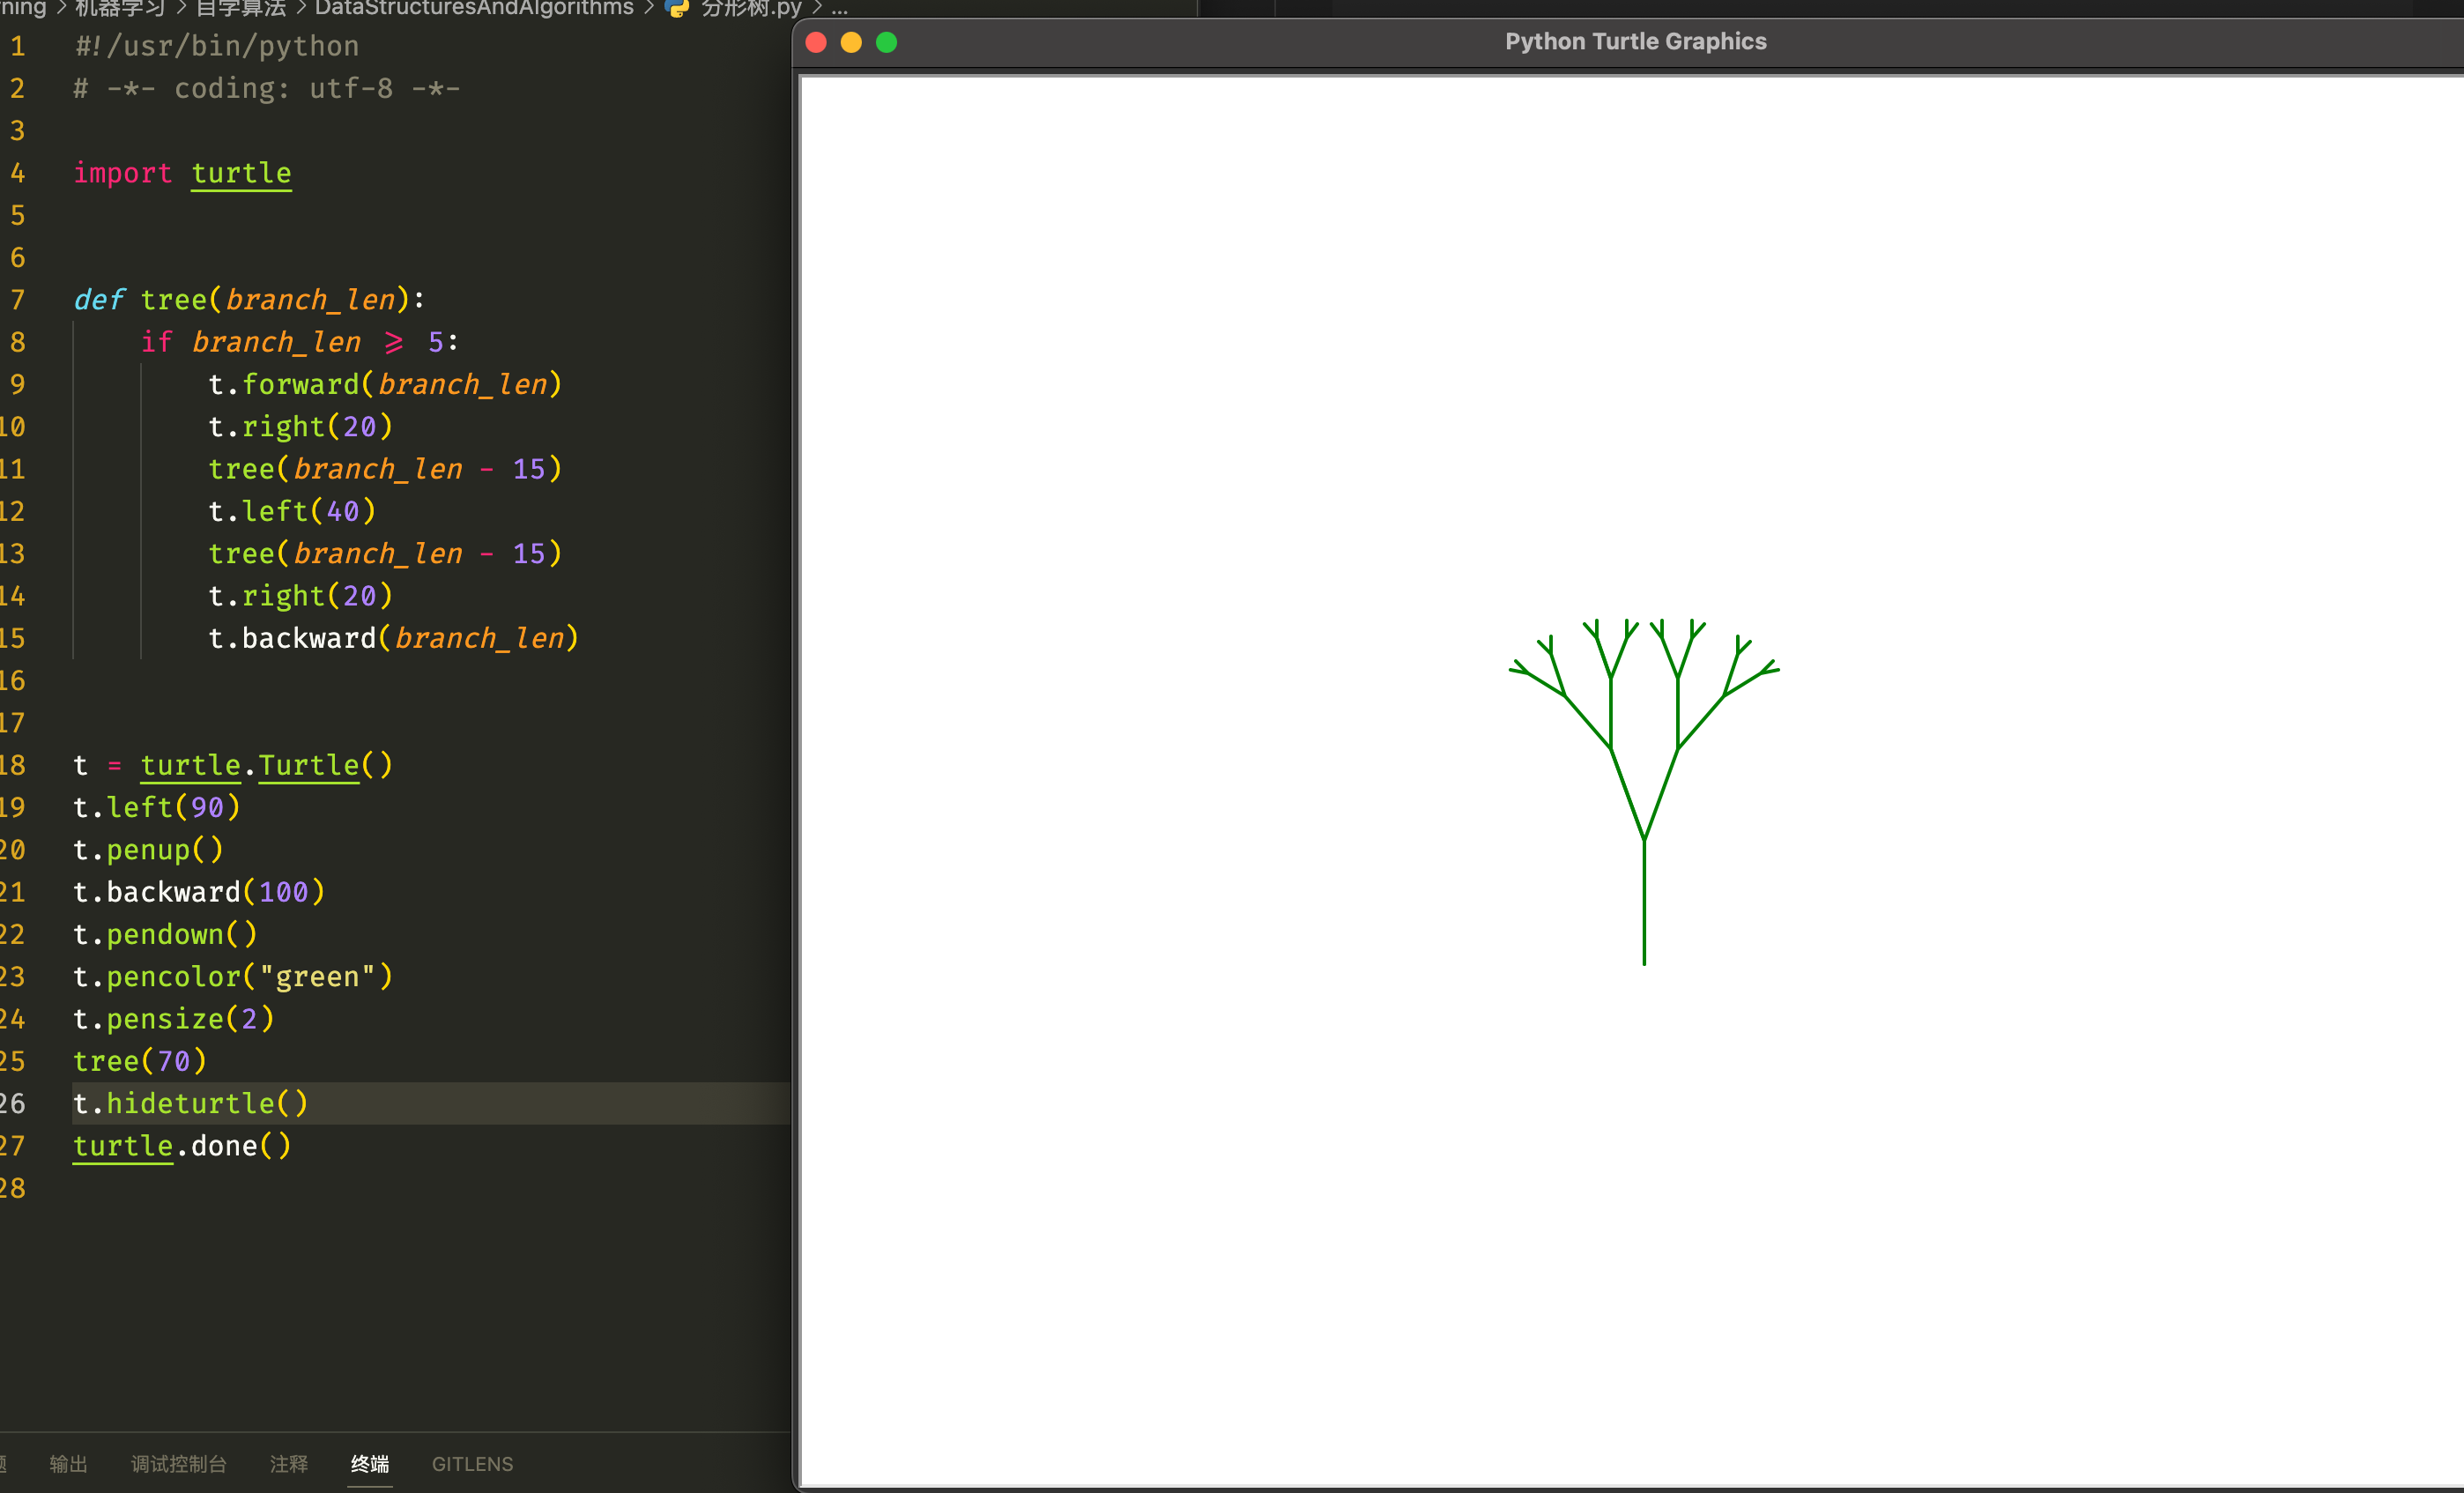 机器学习 > 自学算法 > DataStructuresAndAlgorithms > 分形树.py > ...
Python Turtle Graphics
1 #!/usr/bin/python
2 # -*- coding: utf-8 -*-
3
4 import turtle
5
6
7 def tree(branch_len):
8 if branch_len >= 5:
9 t.forward(branch_len)
10 t.right(20)
11 tree(branch_len - 15)
12 t.left(40)
13 tree(branch_len - 15)
14 t.right(20)
15 t.backward(branch_len)
16
17
18 t = turtle.Turtle()
19 t.left(90)
20 t.penup()
21 t.backward(100)
22 t.pendown()
23 t.pencolor("green")
24 t.pensize(2)
25 tree(70)
26 t.hideturtle()
27 turtle.done()
28
输出 调试控制台 注释 终端 GITLENS